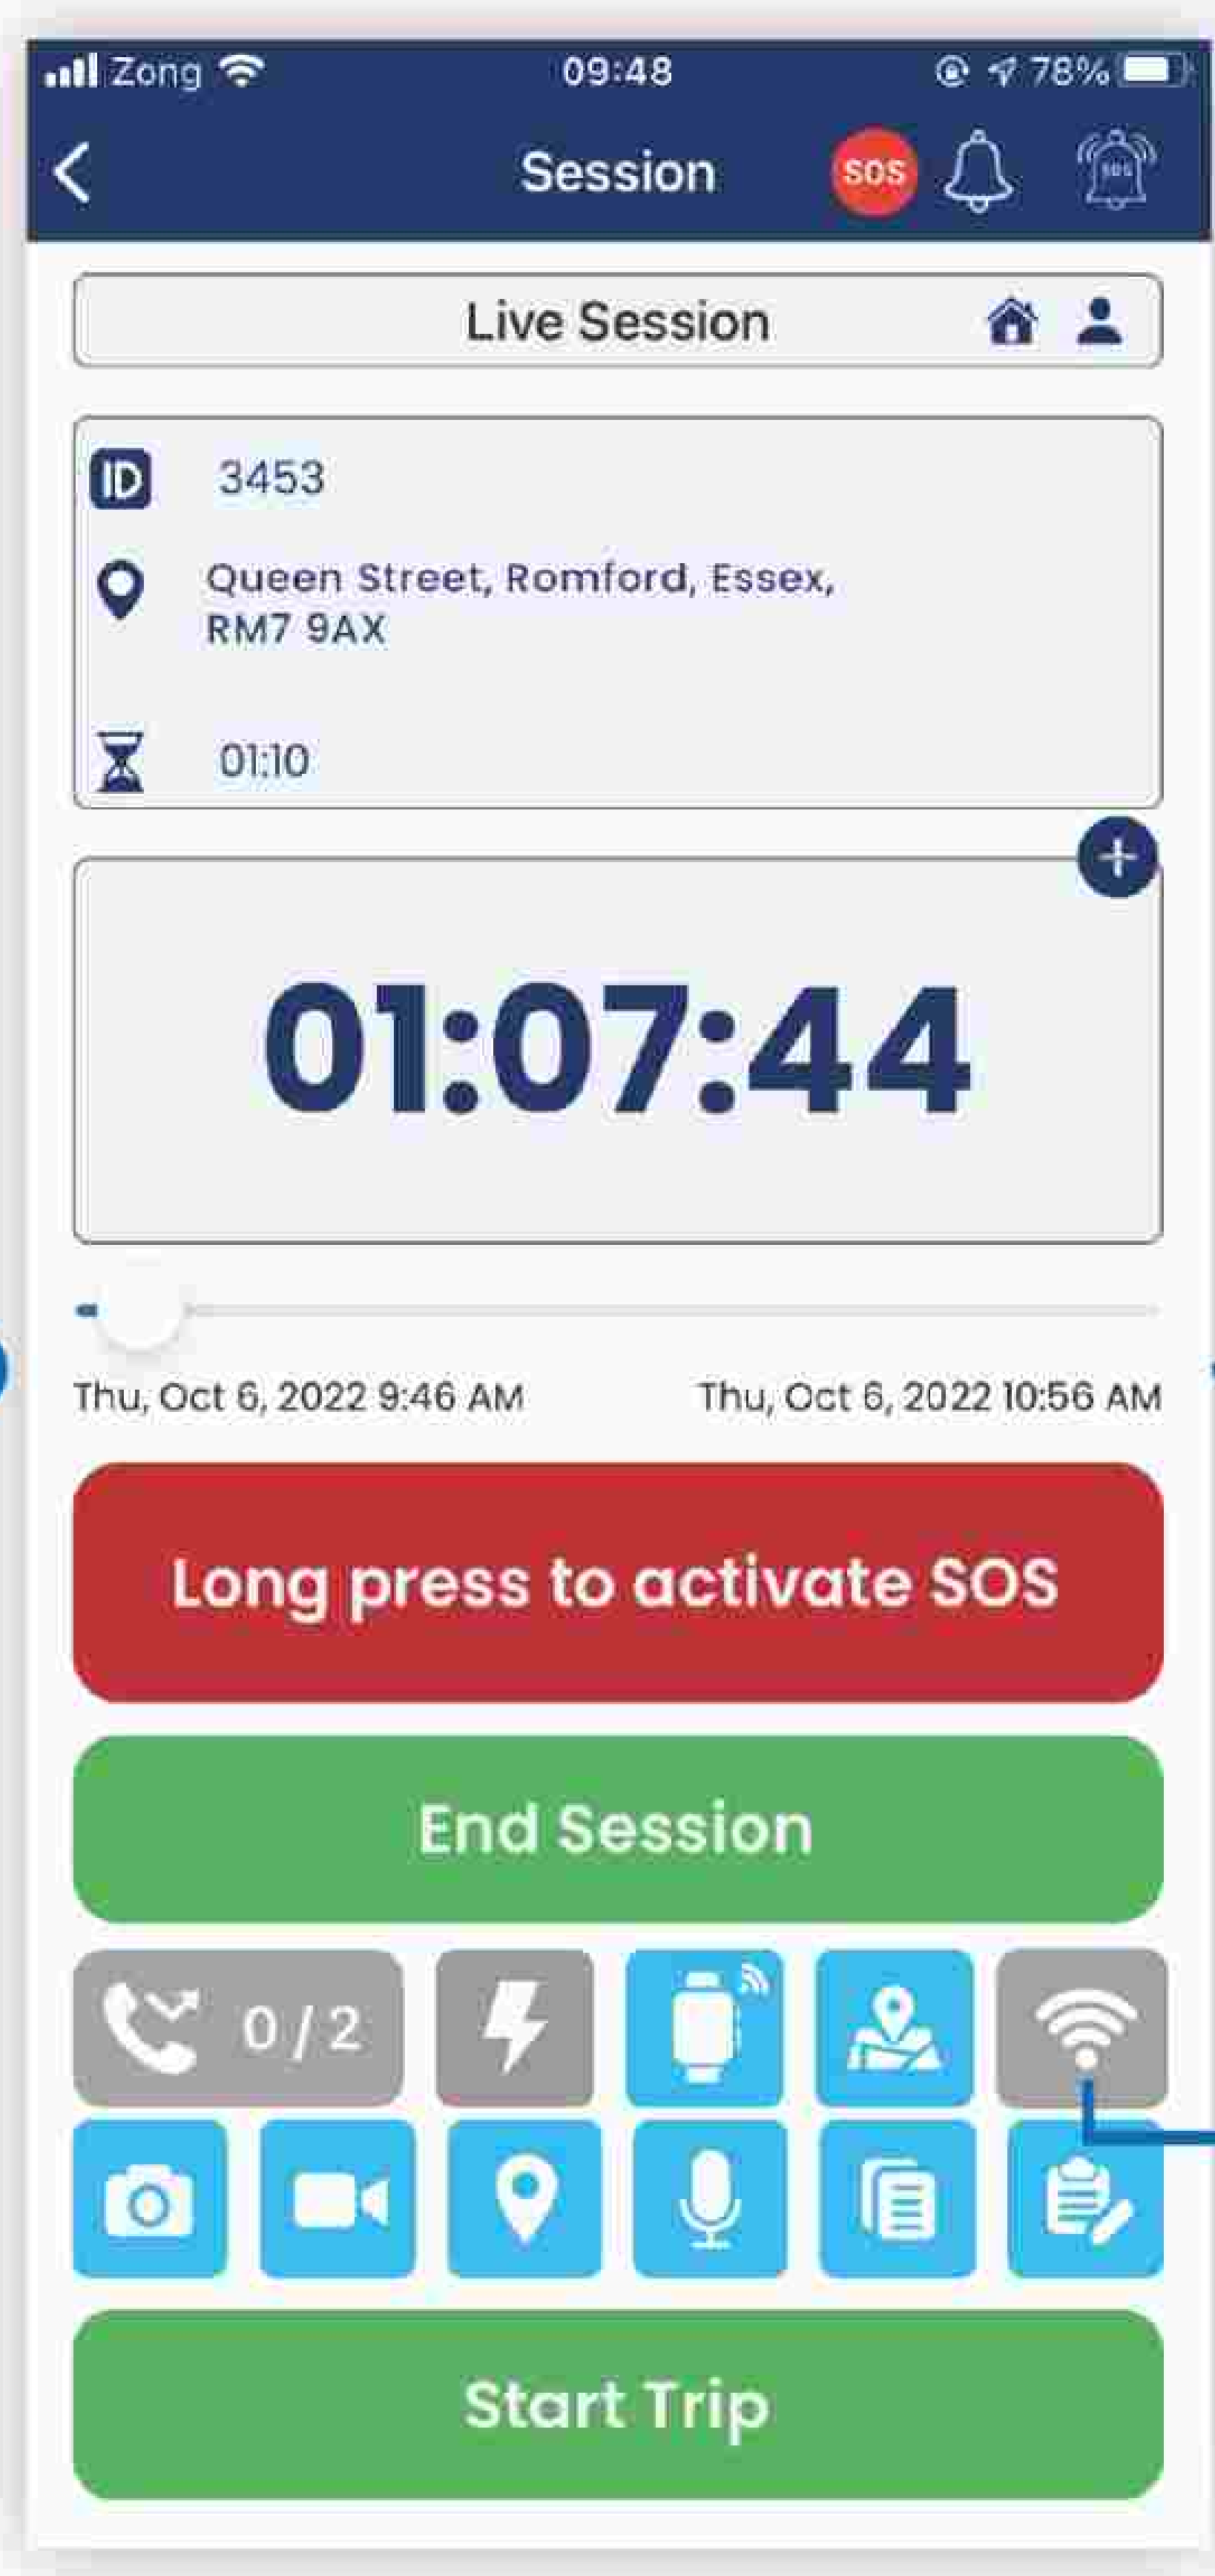 Zong 09:48 78%
Session SOS SOS
Live Session
ID 3453
Queen Street, Romford, Essex,
RM7 9AX
01:10
+
01:07:44
Thu, Oct 6, 2022 9:46 AM Thu, Oct 6, 2022 10:56 AM
Long press to activate SOS
End Session
0/2
Start Trip